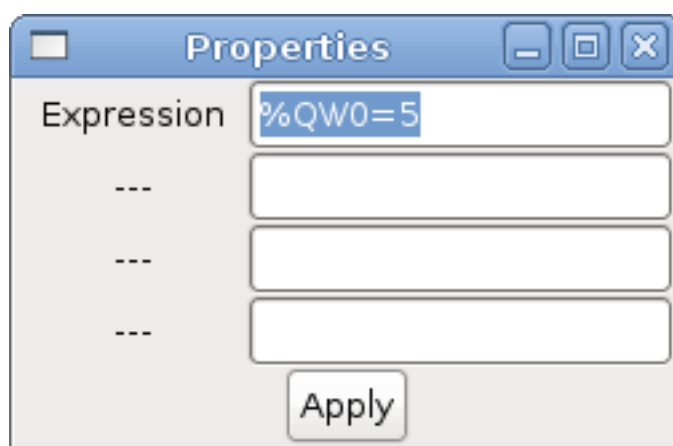 Properties
Expression %QW0=5
---
---
---
Apply